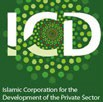 ICD
Islamic Corporation for the
Development of the Private Sector